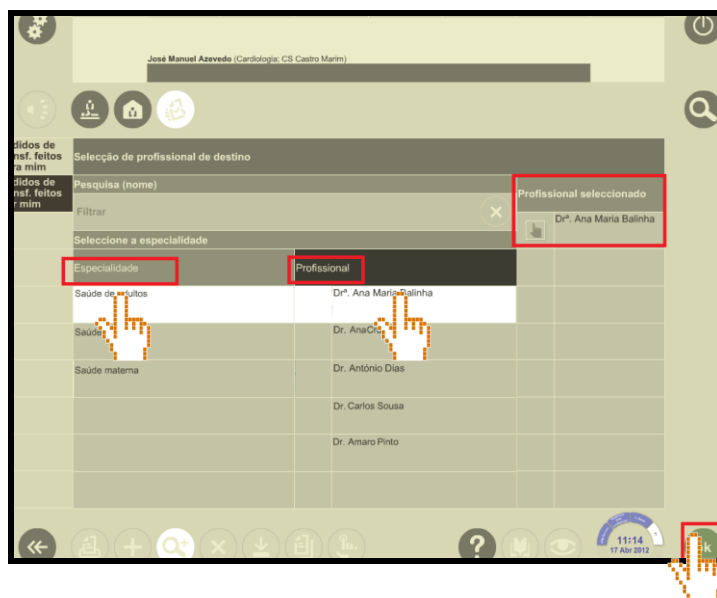 José Manuel Azevedo (Cardiologia: CS Castro Marim)
didos de
nsf. feitos
ra mim
didos de
nsf. feitos
r mim
Selecção de profissional de destino
Pesquisa (nome)
Filtrar
Profissional seleccionado
Drª. Ana Maria Balinha
Seleccione a especialidade
Especialidade
Profissional
Saúde de adultos
Drª. Ana Maria Balinha
Saúde
Dr. AnaCr
Saúde materna
Dr. António Dias
Dr. Carlos Sousa
Dr. Amaro Pinto
?
11:14
17 Abr 2012
k